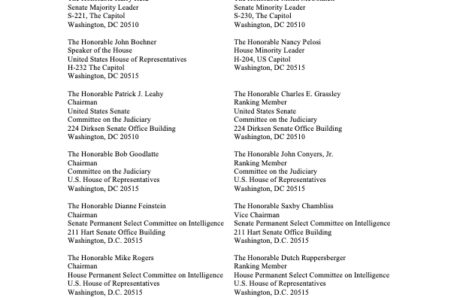 Senate Majority Leader
S-221, The Capitol
Washington, DC 20510
Senate Minority Leader
S-230, The Capitol
Washington, DC 20510
The Honorable John Boehner
Speaker of the House
United States House of Representatives
H-232 The Capitol
Washington, DC 20515
The Honorable Nancy Pelosi
House Minority Leader
H-204, US Capitol
Washington, DC 20515
The Honorable Patrick J. Leahy
Chairman
United States Senate
Committee on the Judiciary
224 Dirksen Senate Office Building
Washington, DC 20510
The Honorable Charles E. Grassley
Ranking Member
United States Senate
Committee on the Judiciary
224 Dirksen Senate Office Building
Washington, DC 20510
The Honorable Bob Goodlatte
Chairman
Committee on the Judiciary
U.S. House of Representatives
Washington, DC 20515
The Honorable John Conyers, Jr.
Ranking Member
Committee on the Judiciary
U.S. House of Representatives
Washington, DC 20515
The Honorable Dianne Feinstein
Chairman
Senate Permanent Select Committee on Intelligence
211 Hart Senate Office Building
Washington, D.C. 20515
The Honorable Saxby Chambliss
Vice Chairman
Senate Permanent Select Committee on Intelligence
211 Hart Senate Office Building
Washington, D.C. 20515
The Honorable Mike Rogers
Chairman
House Permanent Select Committee on Intelligence
Washington, DC 20515
The Honorable Dutch Ruppersberger
Ranking Member
House Permanent Select Committee on Intelligence
Washington, DC 20515